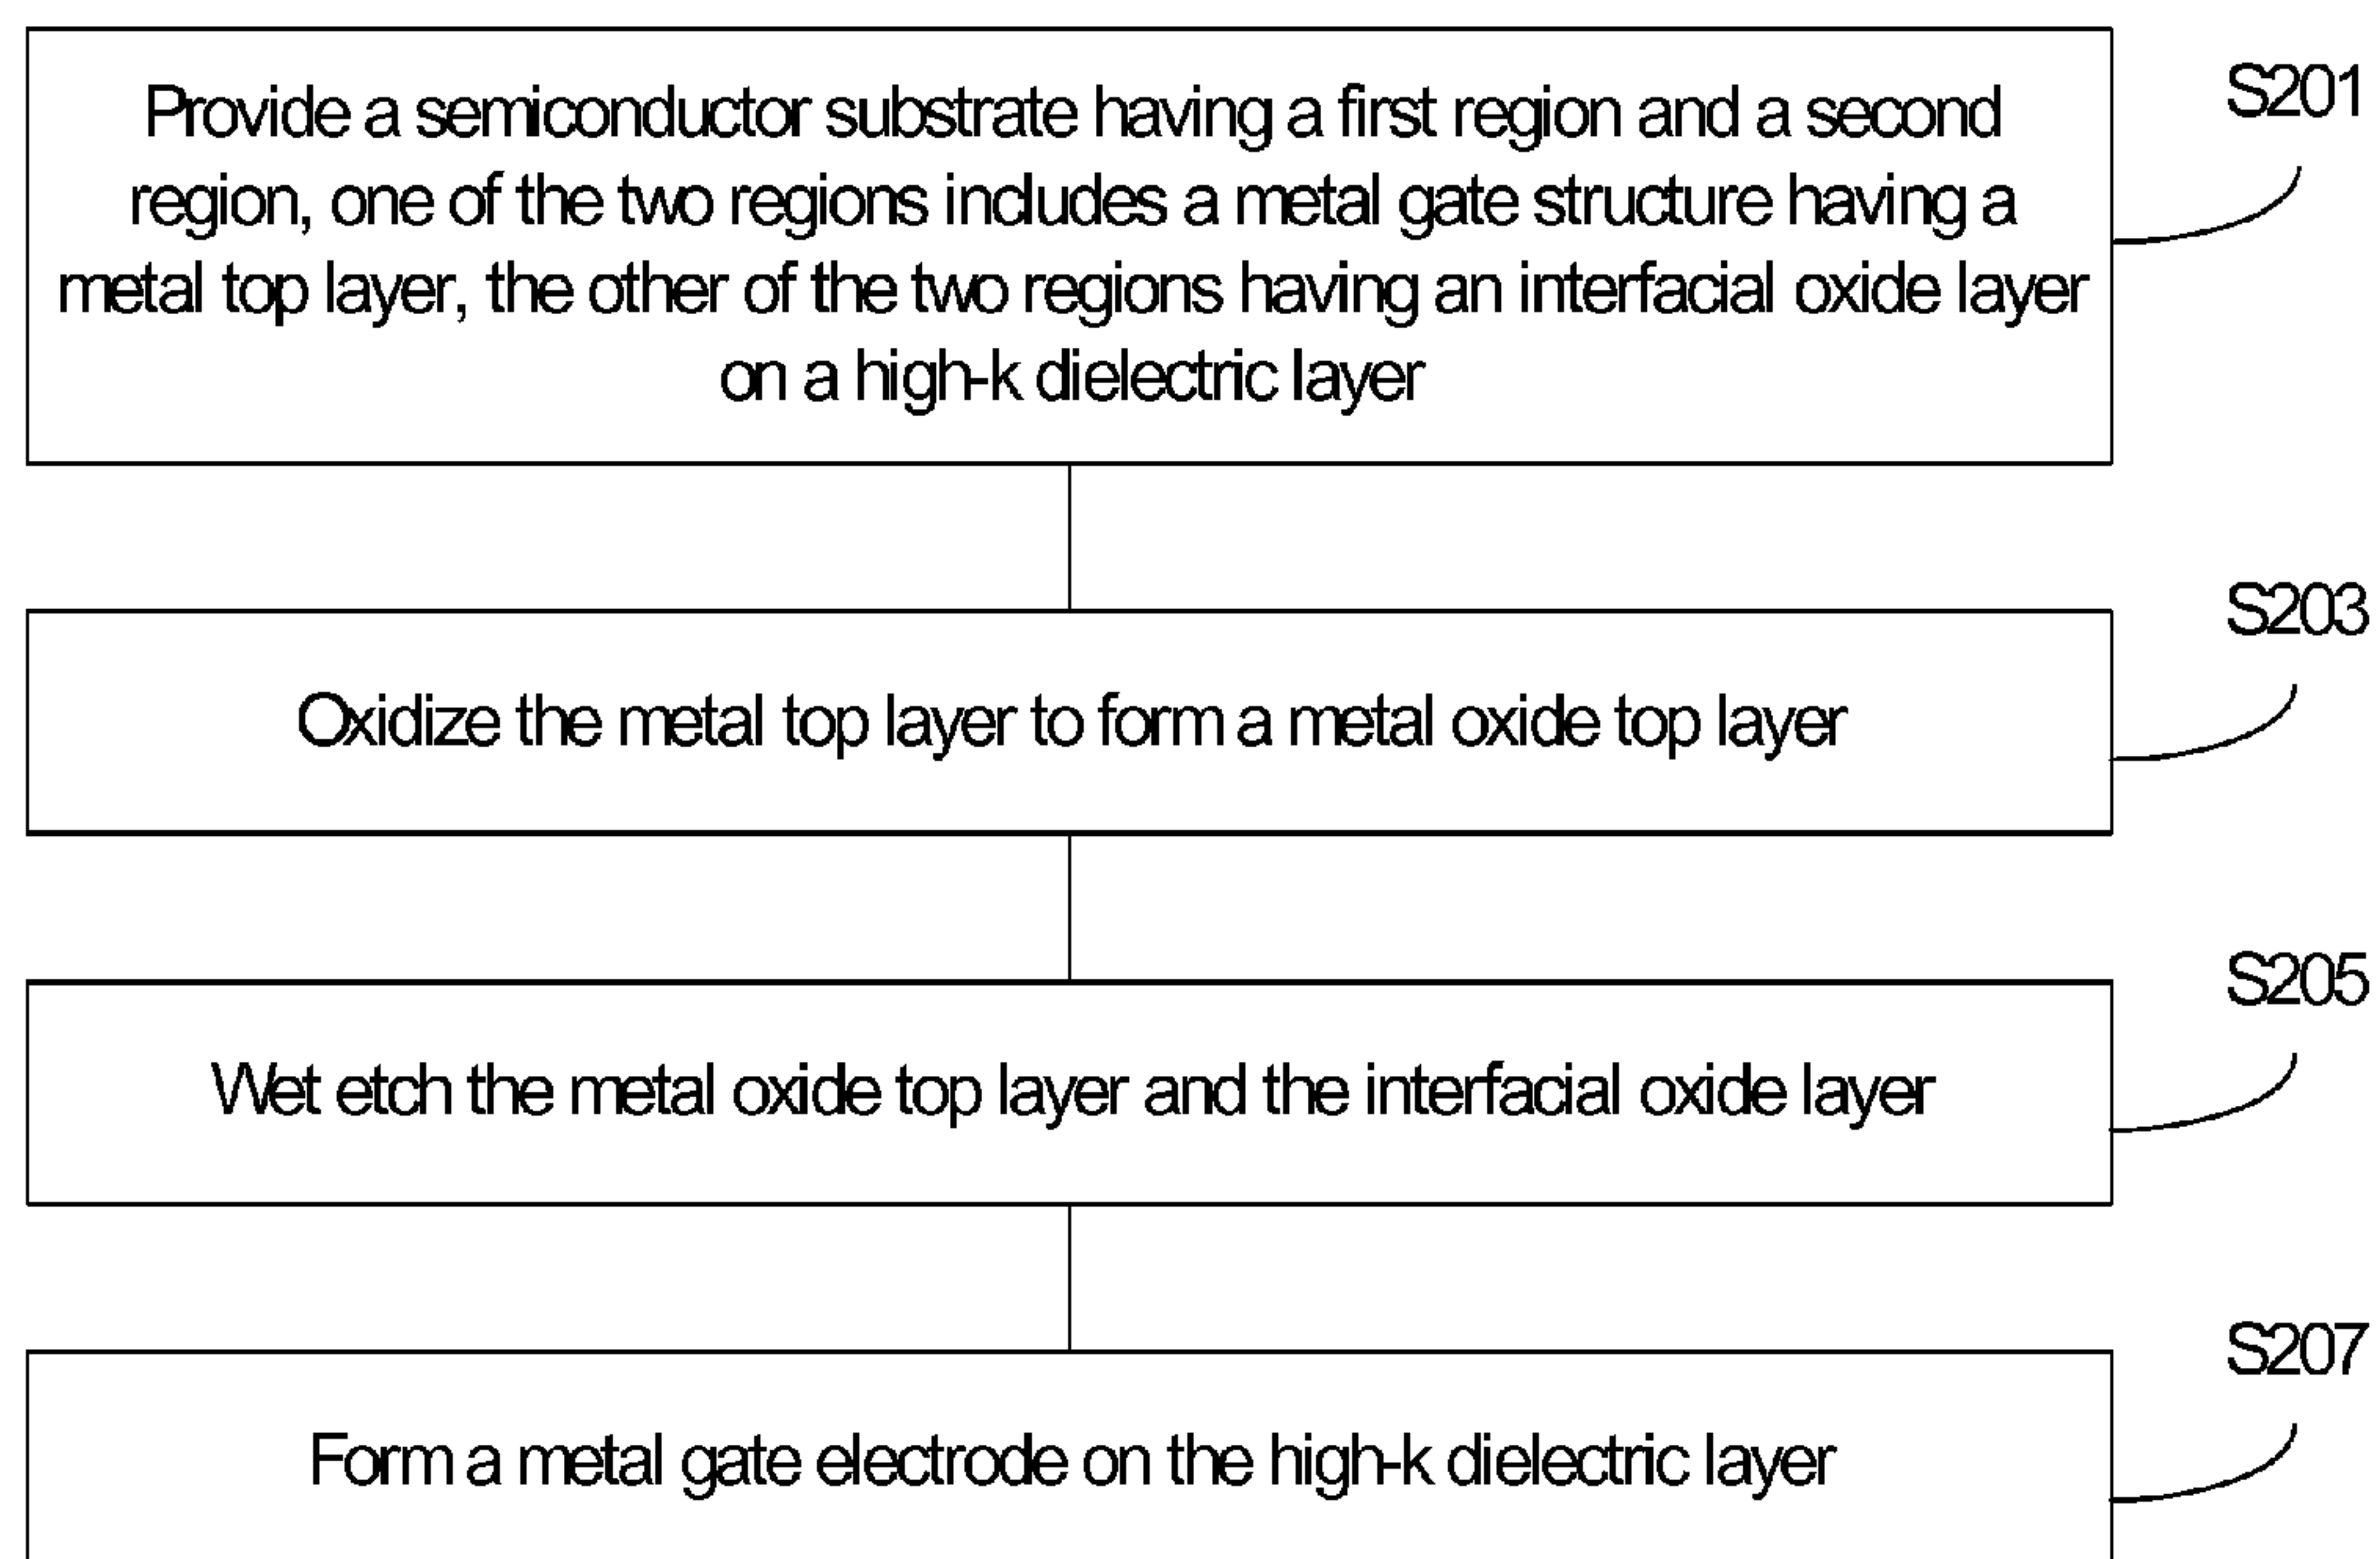 Provide a semiconductor substrate having a first region and a second
region, one of the two regions includes a metal gate structure having a
metal top layer, the other of the two regions having an interfacial oxide layer
on a high-k dielectric layer
S201
Oxidize the metal top layer to form a metal oxide top layer
S203
Wet etch the metal oxide top layer and the interfacial oxide layer
S205
Form a metal gate electrode on the high-k dielectric layer
S207